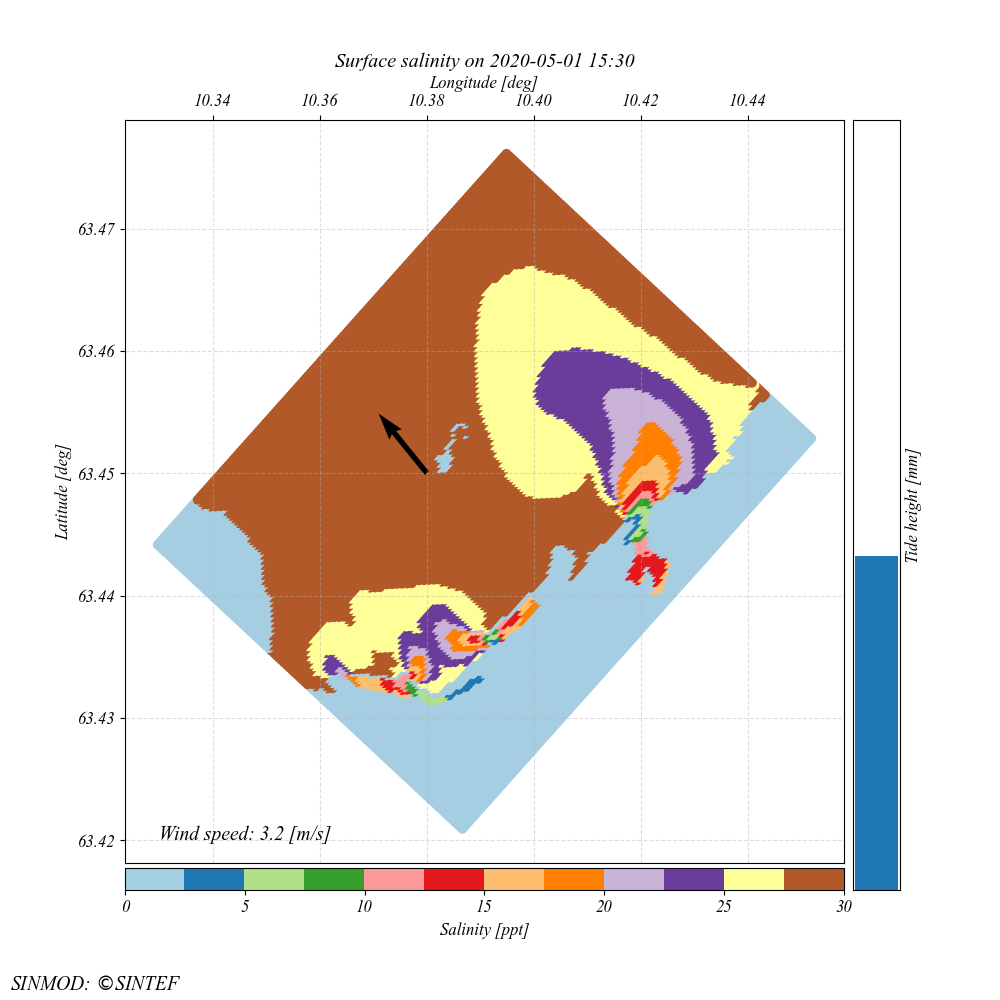 Surface salinity on 2020-05-01 15:30
Longitude [deg]
10.34 10.36 10.38 10.40 10.42 10.44
63.47
63.46
63.45
63.44
63.43
63.42
Latitude [deg]
Tide height [mm]
Wind speed: 3.2 [m/s]
0 5 10 15 20 25 30
Salinity [ppt]
SINMOD: ©SINTEF